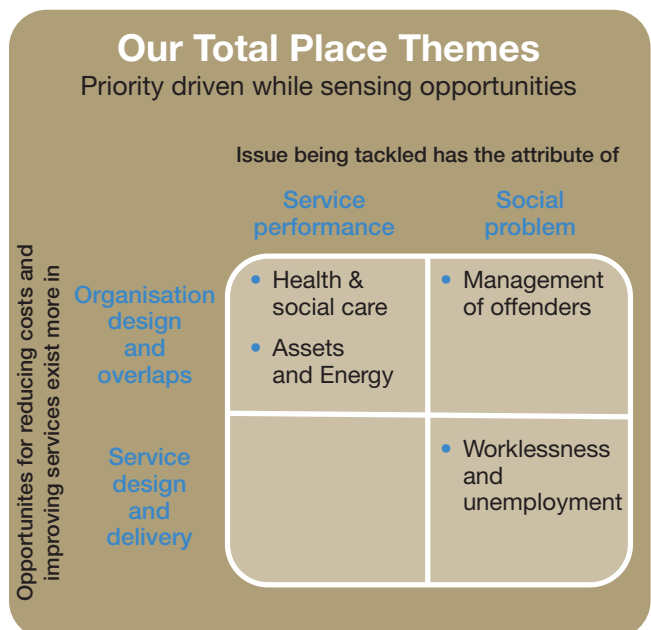 Our Total Place Themes
Priority driven while sensing opportunities
Issue being tackled has the attribute of
Service
performance
Social
problem
Opportunites for reducing costs and
improving services exist more in
Organisation
design
and
overlaps
• Health &
social care
• Assets
and Energy
• Management
of offenders
Service
design
and
delivery
• Worklessness
and
unemployment